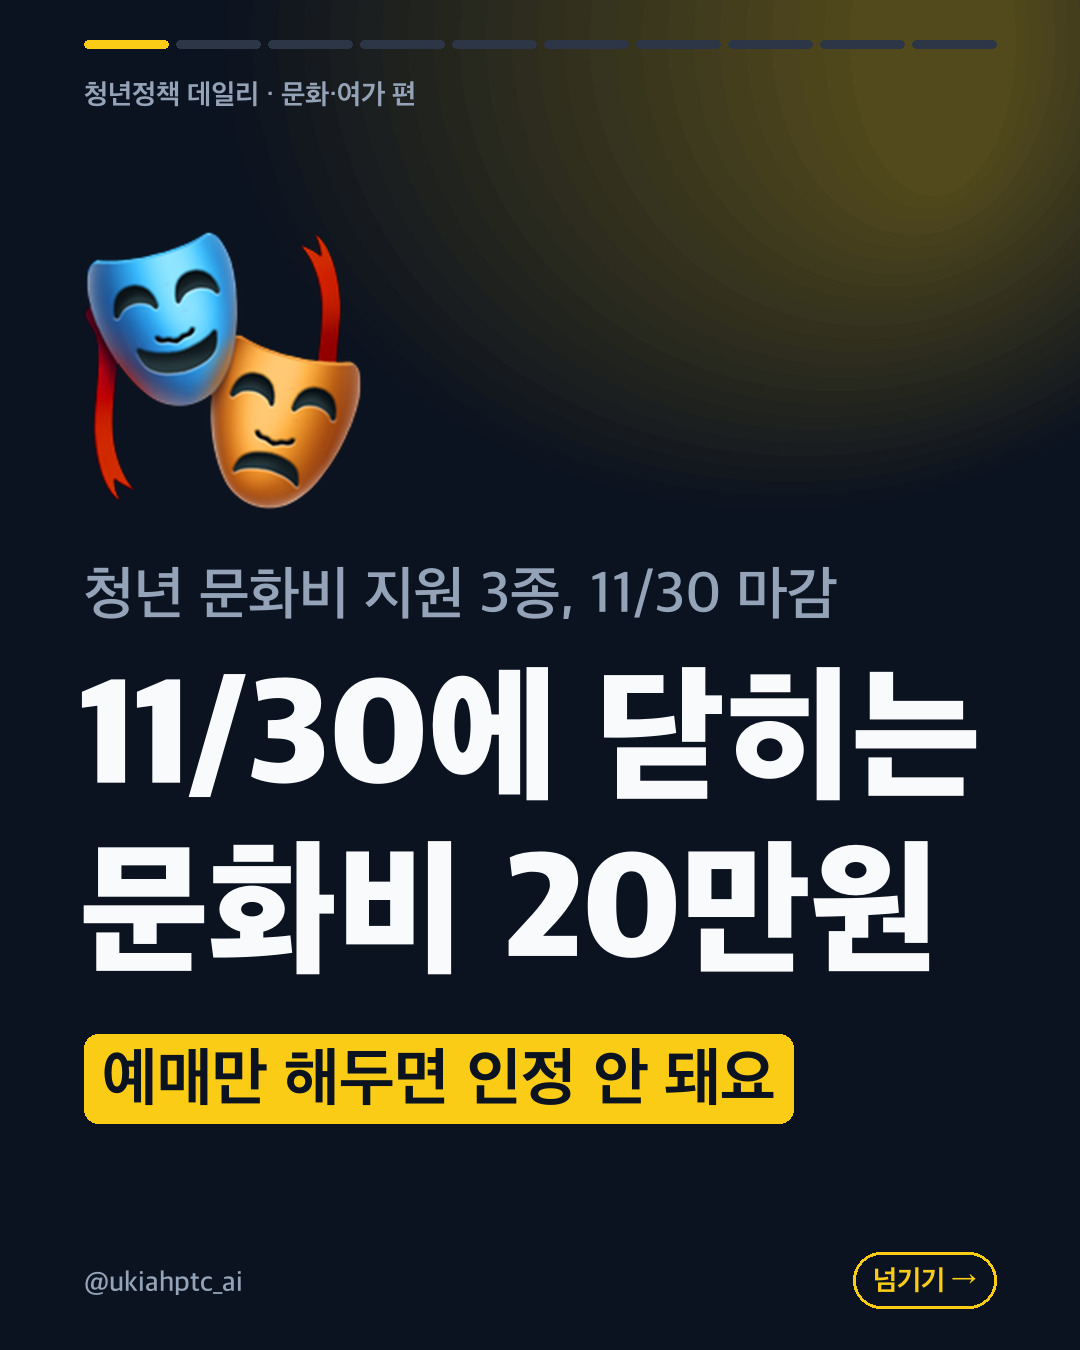 청년정책 데일리 · 문화·여가 편
청년 문화비 지원 3종, 11/30 마감
11/30에 닫히는
문화비 20만원
예매만 해두면 인정 안 돼요
@ukiahptc_ai
넘기기 →